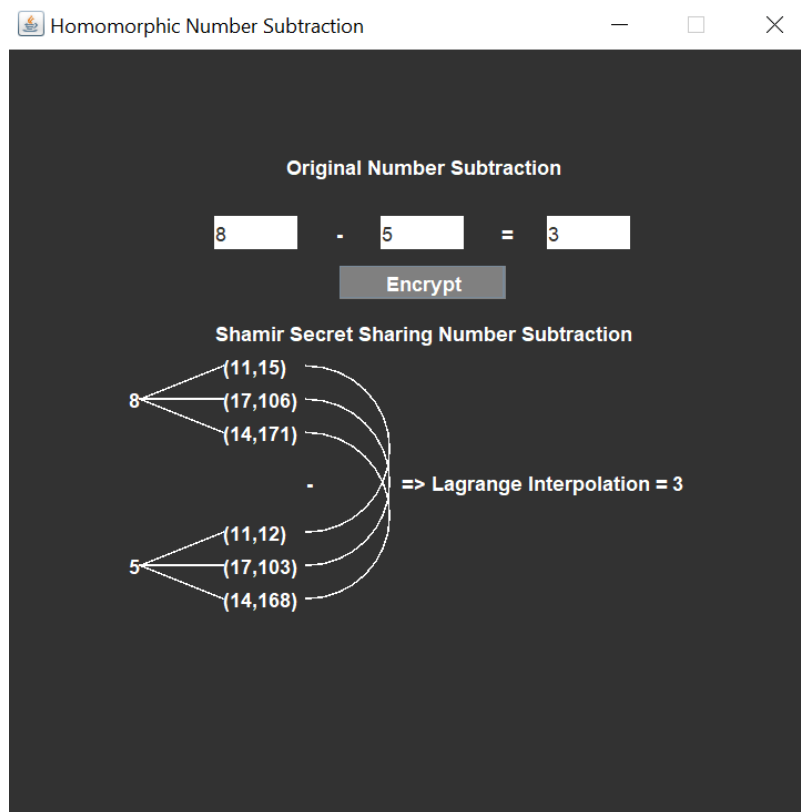 Homomorphic Number Subtraction
Original Number Subtraction
8 - 5 = 3
Encrypt
Shamir Secret Sharing Number Subtraction
(11,15)
8 (17,106)
(14,171)
- => Lagrange Interpolation = 3
(11,12)
5 (17,103)
(14,168)